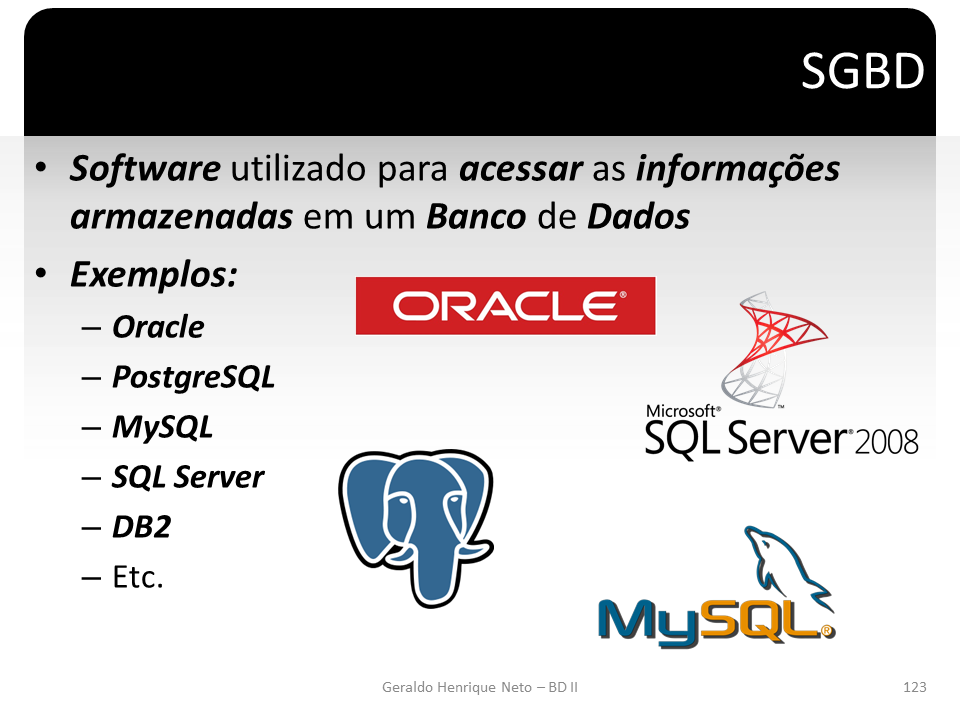 SGBD
• Software utilizado para acessar as informações
armazenadas em um Banco de Dados
• Exemplos:
– Oracle
– PostgreSQL
– MySQL
– SQL Server
– DB2
– Etc.
ORACLE®
Microsoft®
SQL Server®2008
™
MySQL®
Geraldo Henrique Neto – BD II
123